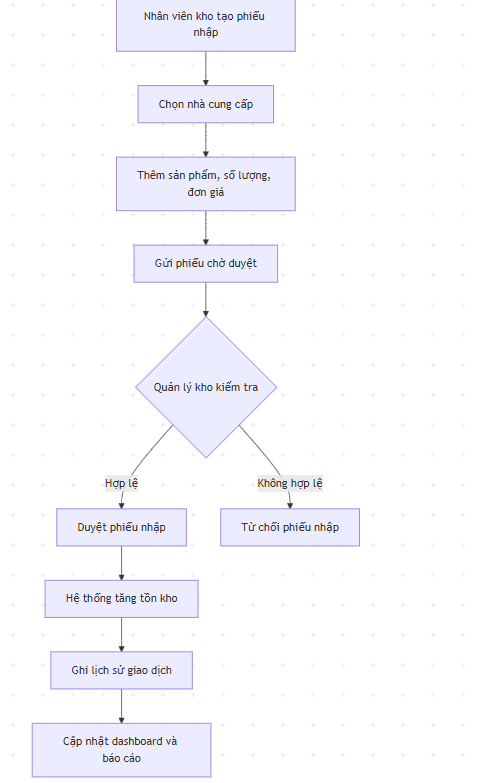 Nhân viên kho tạo phiếu
nhập
Chọn nhà cung cấp
Thêm sản phẩm, số lượng,
đơn giá
Gửi phiếu chờ duyệt
Quản lý kho kiểm tra
Hợp lệ
Không hợp lệ
Duyệt phiếu nhập
Từ chối phiếu nhập
Hệ thống tăng tồn kho
Ghi lịch sử giao dịch
Cập nhật dashboard và
báo cáo